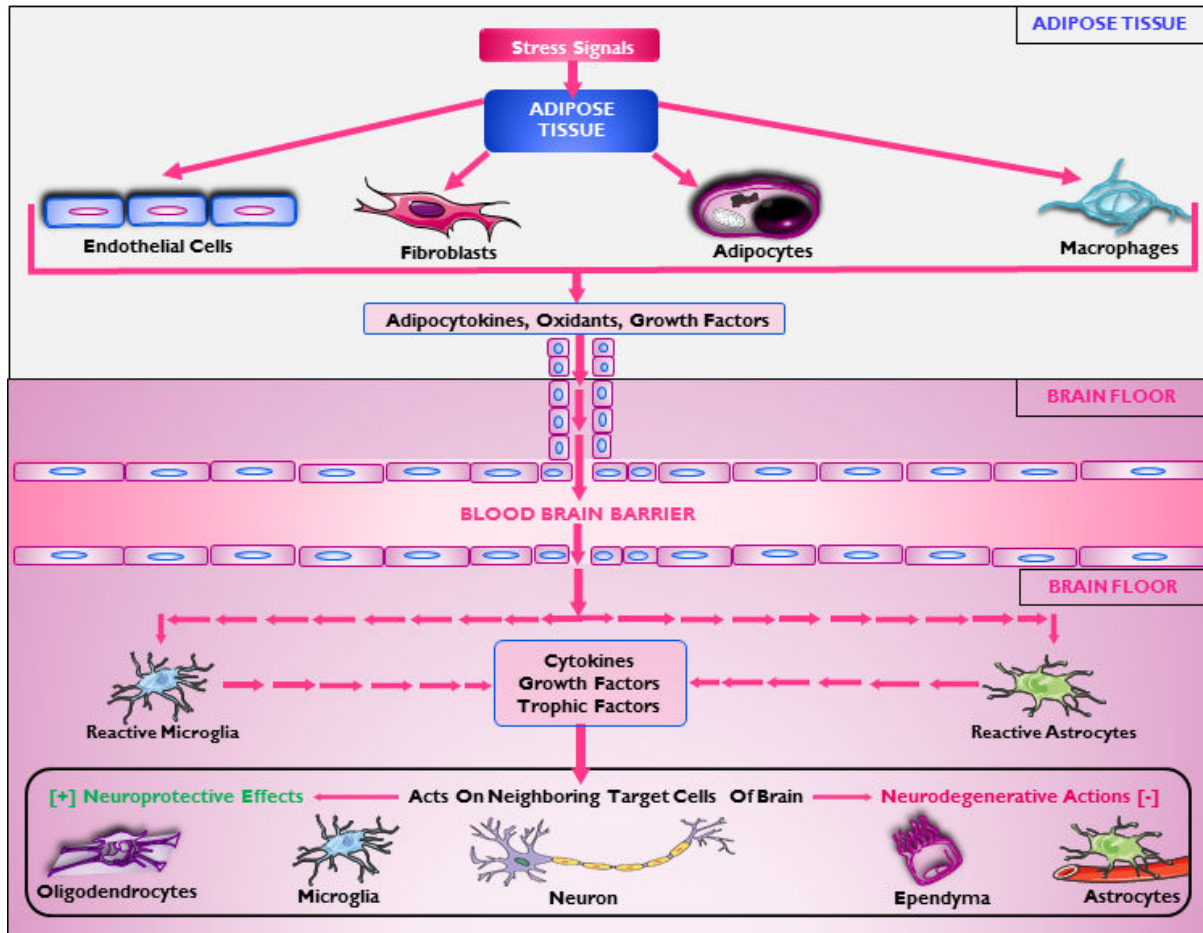 ADIPOSE TISSUE
Stress Signals
ADIPOSE
TISSUE
Endothelial Cells
Fibroblasts
Adipocytes
Macrophages
Adipocytokines, Oxidants, Growth Factors
BRAIN FLOOR
BLOOD BRAIN BARRIER
BRAIN FLOOR
Cytokines
Growth Factors
Trophic Factors
Reactive Microglia
Reactive Astrocytes
[+] Neuroprotective Effects
Acts On Neighboring Target Cells Of Brain
Neurodegenerative Actions [-]
Oligodendrocytes
Microglia
Neuron
Ependyma
Astrocytes